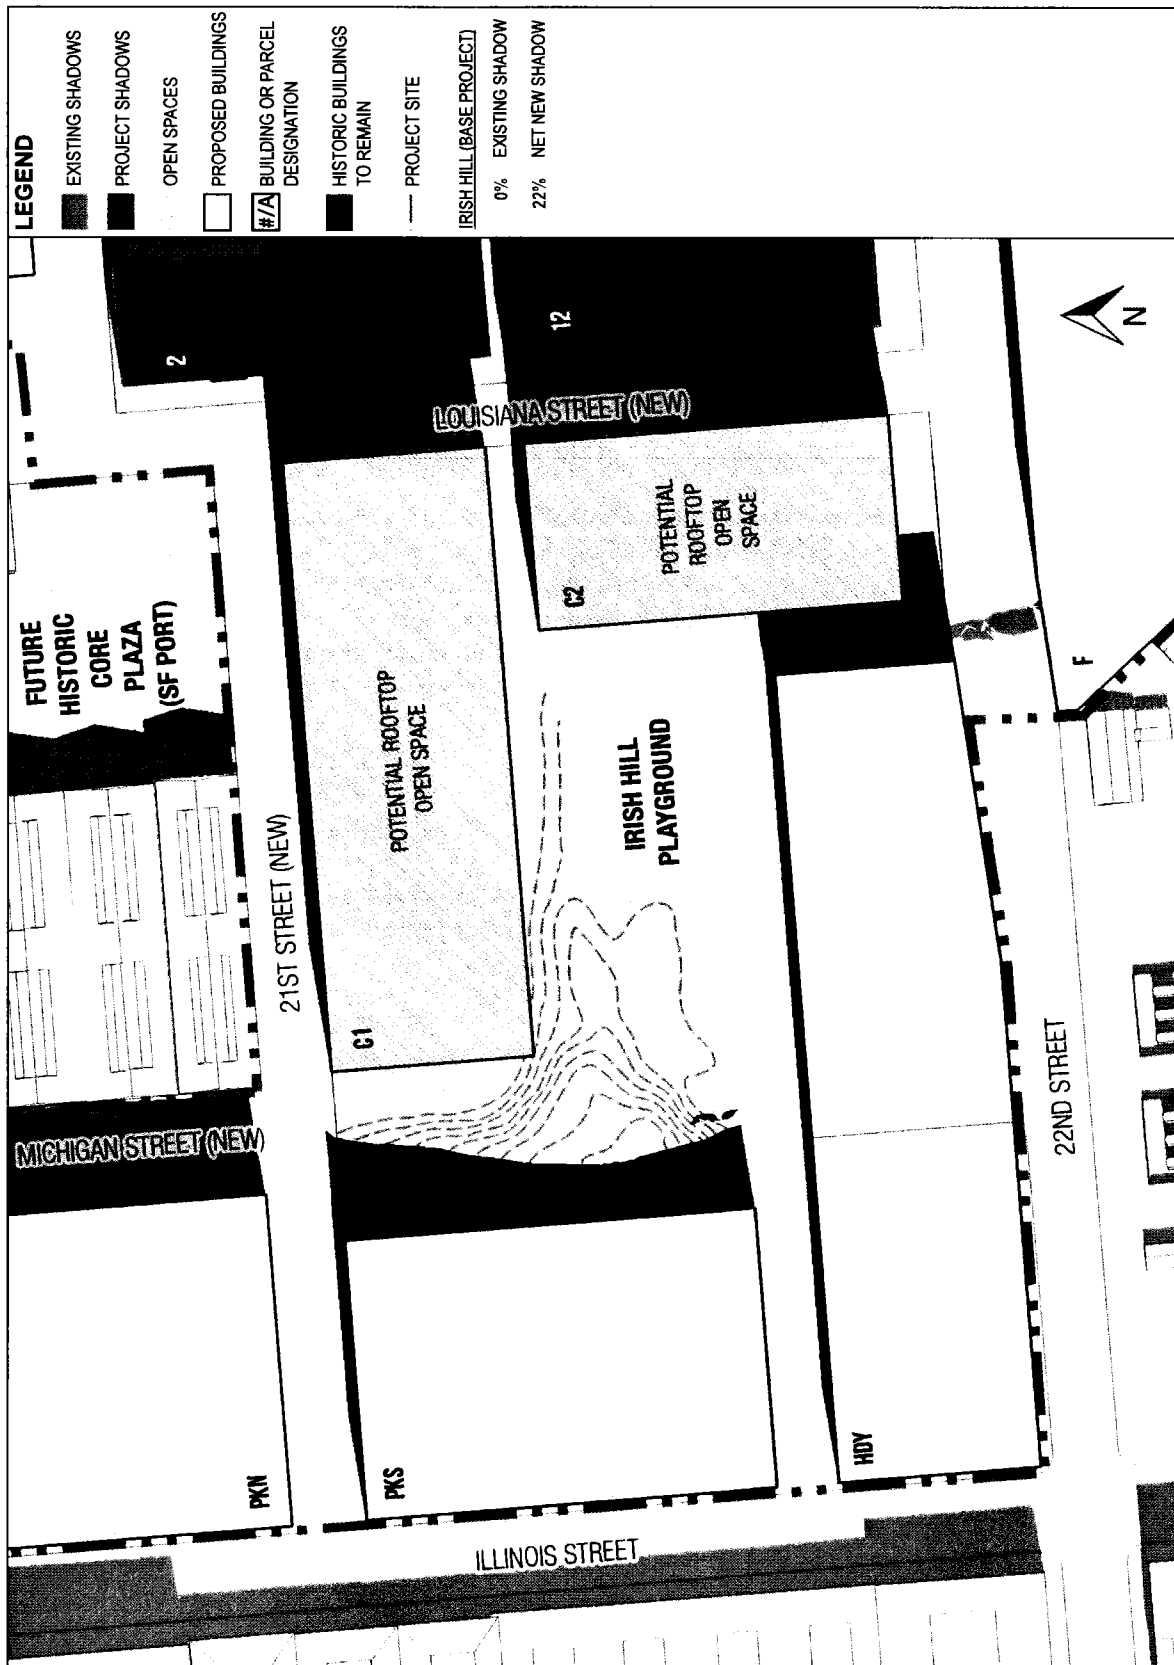 LEGEND
EXISTING SHADOWS
PROJECT SHADOWS
OPEN SPACES
PROPOSED BUILDINGS
#/A
BUILDING OR PARCEL
DESIGNATION
HISTORIC BUILDINGS
TO REMAIN
PROJECT SITE
IRISH HILL (BASE PROJECT)
0% EXISTING SHADOW
22% NET NEW SHADOW
FUTURE
HISTORIC
CORE
PLAZA
(SF PORT)
2
12
LOUISIANA STREET (NEW)
21ST STREET (NEW)
MICHIGAN STREET (NEW)
POTENTIAL ROOFTOP
OPEN SPACE
C1
POTENTIAL
ROOFTOP
OPEN
SPACE
C2
IRISH HILL
PLAYGROUND
F
N
22ND STREET
PKN
PKS
HDY
ILLINOIS STREET